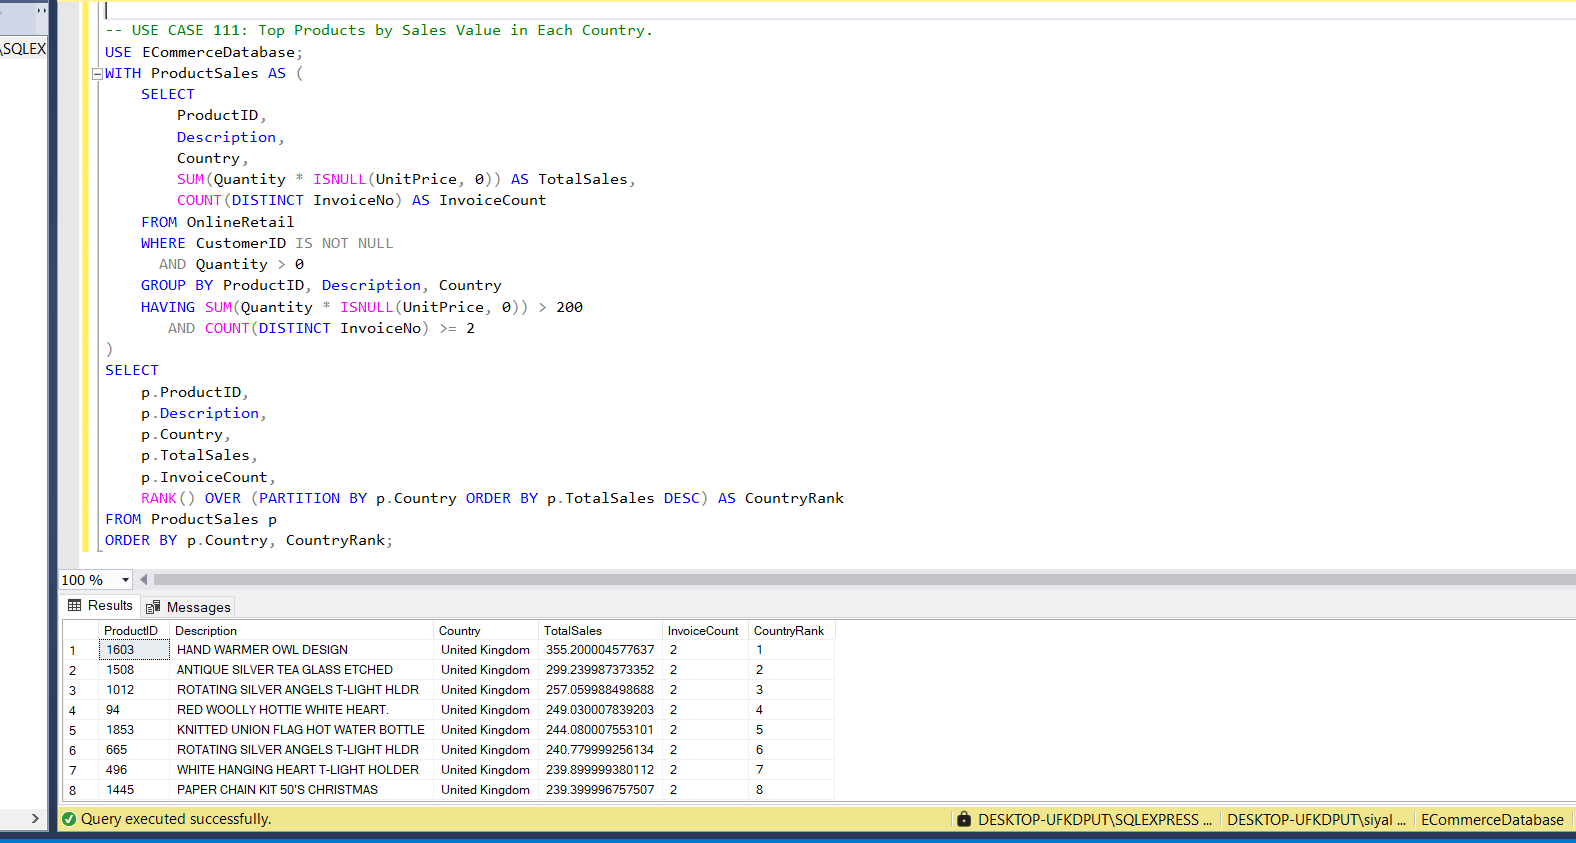 \SQLEX
-- USE CASE 111: Top Products by Sales Value in Each Country.
USE ECommerceDatabase;
WITH ProductSales AS (
    SELECT
        ProductID,
        Description,
        Country,
        SUM(Quantity * ISNULL(UnitPrice, 0)) AS TotalSales,
        COUNT(DISTINCT InvoiceNo) AS InvoiceCount
    FROM OnlineRetail
    WHERE CustomerID IS NOT NULL
      AND Quantity > 0
    GROUP BY ProductID, Description, Country
    HAVING SUM(Quantity * ISNULL(UnitPrice, 0)) > 200
       AND COUNT(DISTINCT InvoiceNo) >= 2
)
SELECT
    p.ProductID,
    p.Description,
    p.Country,
    p.TotalSales,
    p.InvoiceCount,
    RANK() OVER (PARTITION BY p.Country ORDER BY p.TotalSales DESC) AS CountryRank
FROM ProductSales p
ORDER BY p.Country, CountryRank;
100 %
Results Messages
ProductID Description Country TotalSales InvoiceCount CountryRank
1 1603 HAND WARMER OWL DESIGN United Kingdom 355.200004577637 2 1
2 1508 ANTIQUE SILVER TEA GLASS ETCHED United Kingdom 299.239987373352 2 2
3 1012 ROTATING SILVER ANGELS T-LIGHT HLDR United Kingdom 257.059988498688 2 3
4 94 RED WOOLLY HOTTIE WHITE HEART. United Kingdom 249.030007839203 2 4
5 1853 KNITTED UNION FLAG HOT WATER BOTTLE United Kingdom 244.080007553101 2 5
6 665 ROTATING SILVER ANGELS T-LIGHT HLDR United Kingdom 240.779999256134 2 6
7 496 WHITE HANGING HEART T-LIGHT HOLDER United Kingdom 239.899999380112 2 7
8 1445 PAPER CHAIN KIT 50'S CHRISTMAS United Kingdom 239.399996757507 2 8
Query executed successfully. DESKTOP-UFKDPUT\SQLEXPRESS ... DESKTOP-UFKDPUT\siyal ... ECommerceDatabase